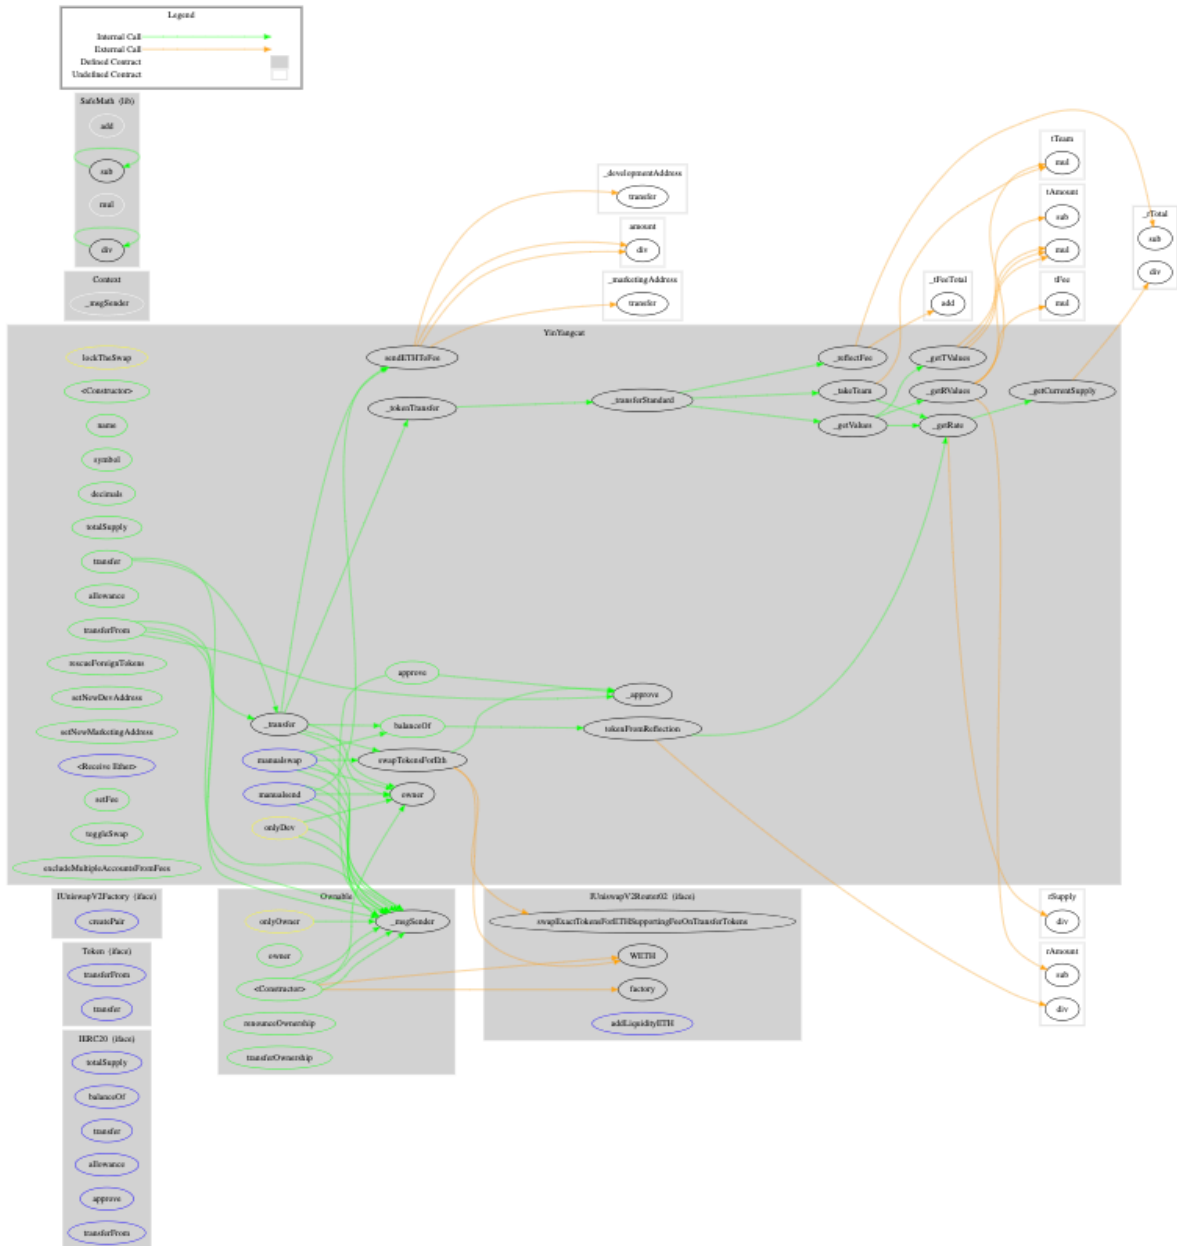 Legend
Internal Call
External Call
Defined Contract
Undefined Contract
SafeMath (lib)
add
sub
mul
div
Context
_msgSender
_developmentAddress
transfer
amount
div
_marketingAddress
transfer
_tFeeTotal
add
tTeam
mul
tAmount
sub
mul
tFee
mul
_rTotal
sub
div
YinYangcat
lockTheSwap
<Constructor>
name
symbol
decimals
totalSupply
transfer
allowance
transferFrom
rescueForeignTokens
setNewDevAddress
setNewMarketingAddress
<Receive Ether>
setFee
toggleSwap
excludeMultipleAccountsFromFees
_transfer
manualswap
manualsend
onlyDev
sendETHToFee
_tokenTransfer
approve
balanceOf
swapTokensForEth
owner
_transferStandard
_approve
tokenFromReflection
_reflectFee
_takeTeam
_getValues
_getTValues
_getRValues
_getRate
_getCurrentSupply
IUniswapV2Factory (iface)
createPair
Token (iface)
transferFrom
transfer
IERC20 (iface)
totalSupply
balanceOf
transfer
allowance
approve
transferFrom
Ownable
onlyOwner
owner
<Constructor>
renounceOwnership
transferOwnership
_msgSender
IUniswapV2Router02 (iface)
swapExactTokensForETHSupportingFeeOnTransferTokens
WETH
factory
addLiquidityETH
rSupply
div
rAmount
sub
div